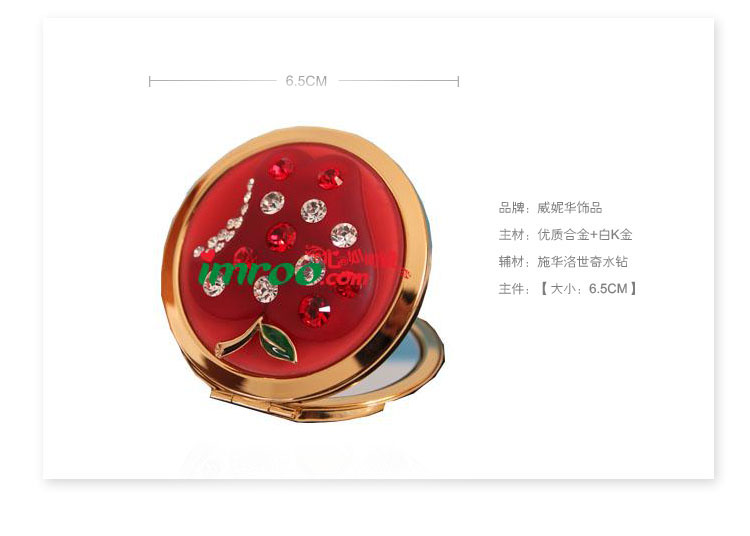 6.5CM
品牌：威妮华饰品
主材：优质合金+白K金
辅材：施华洛世奋水钻
主件：【 大小：6.5CM 】
imroo.com